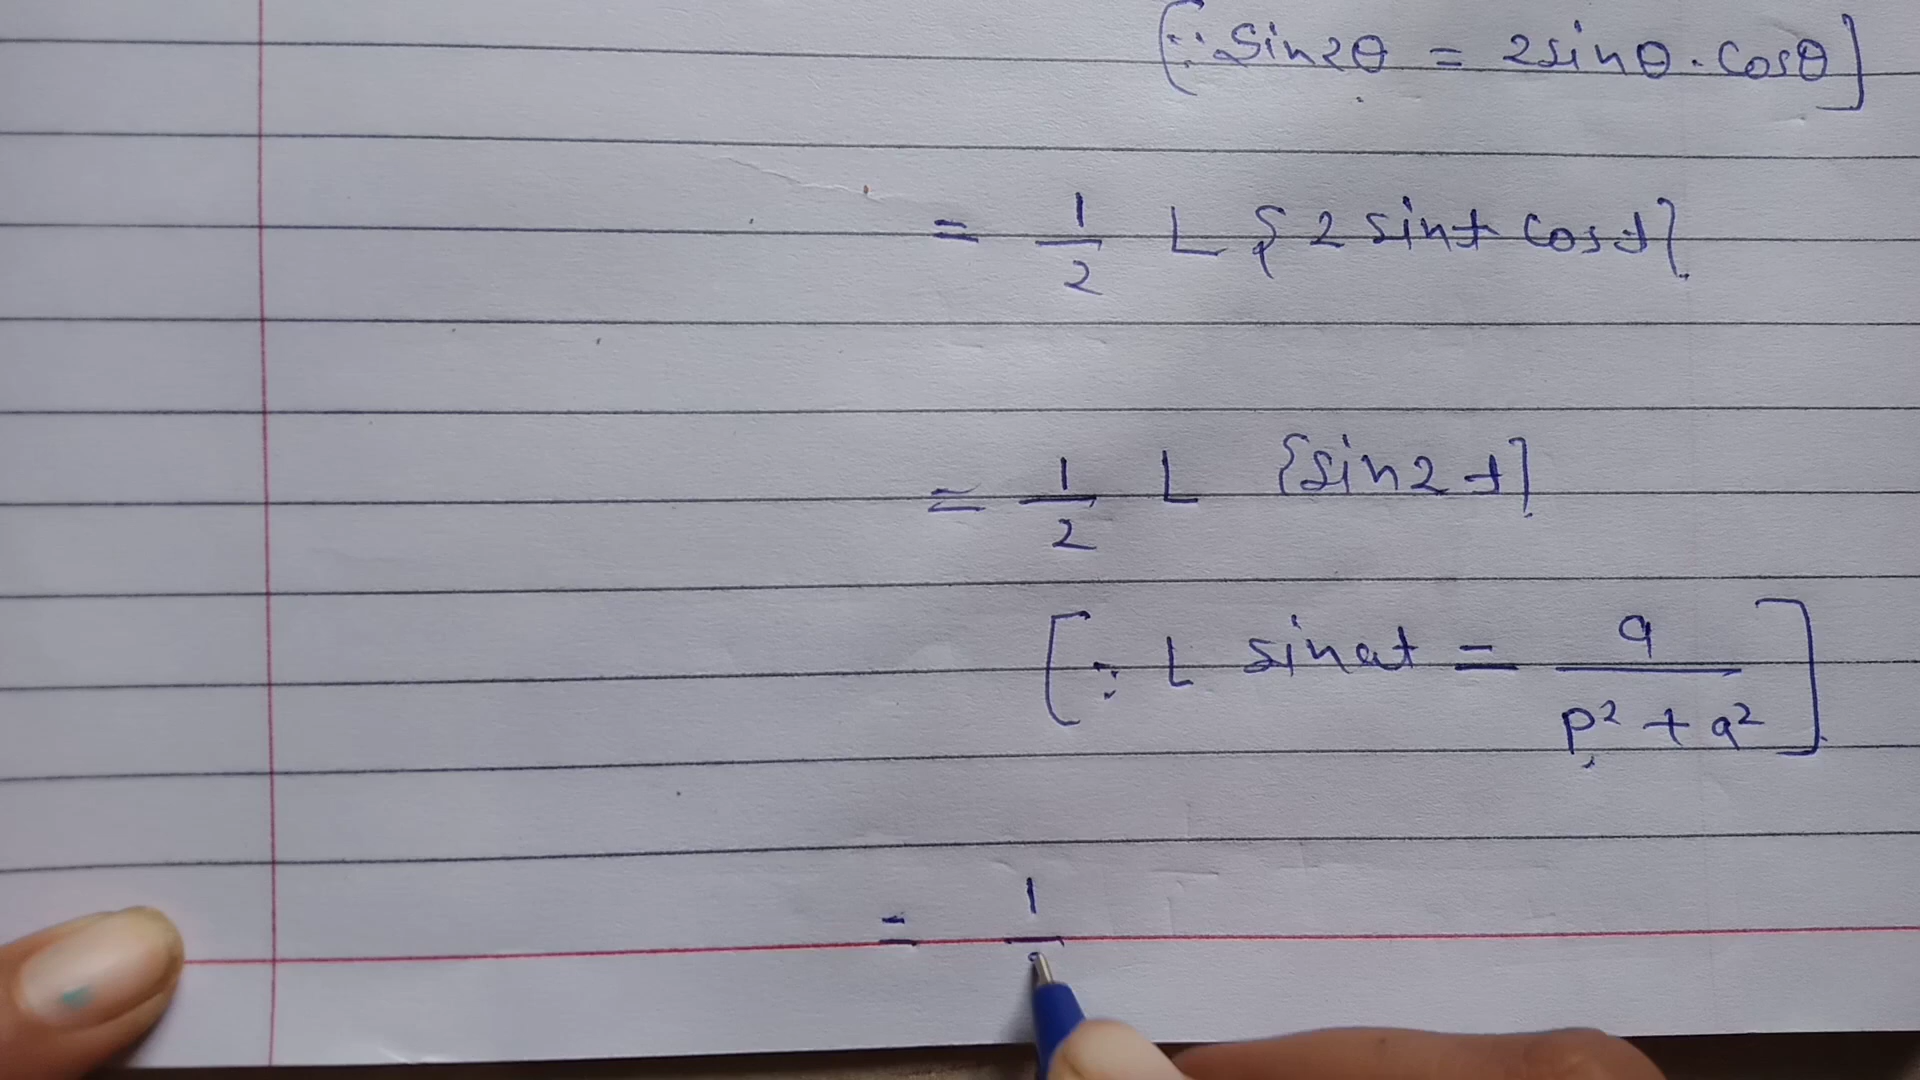 [∵ Sin2θ = 2sinθ.cosθ]
= 1/2 L {2 sint cost}
= 1/2 L {sin2t}
[∵ L sinat = a/(p² + a²)]
= 1/